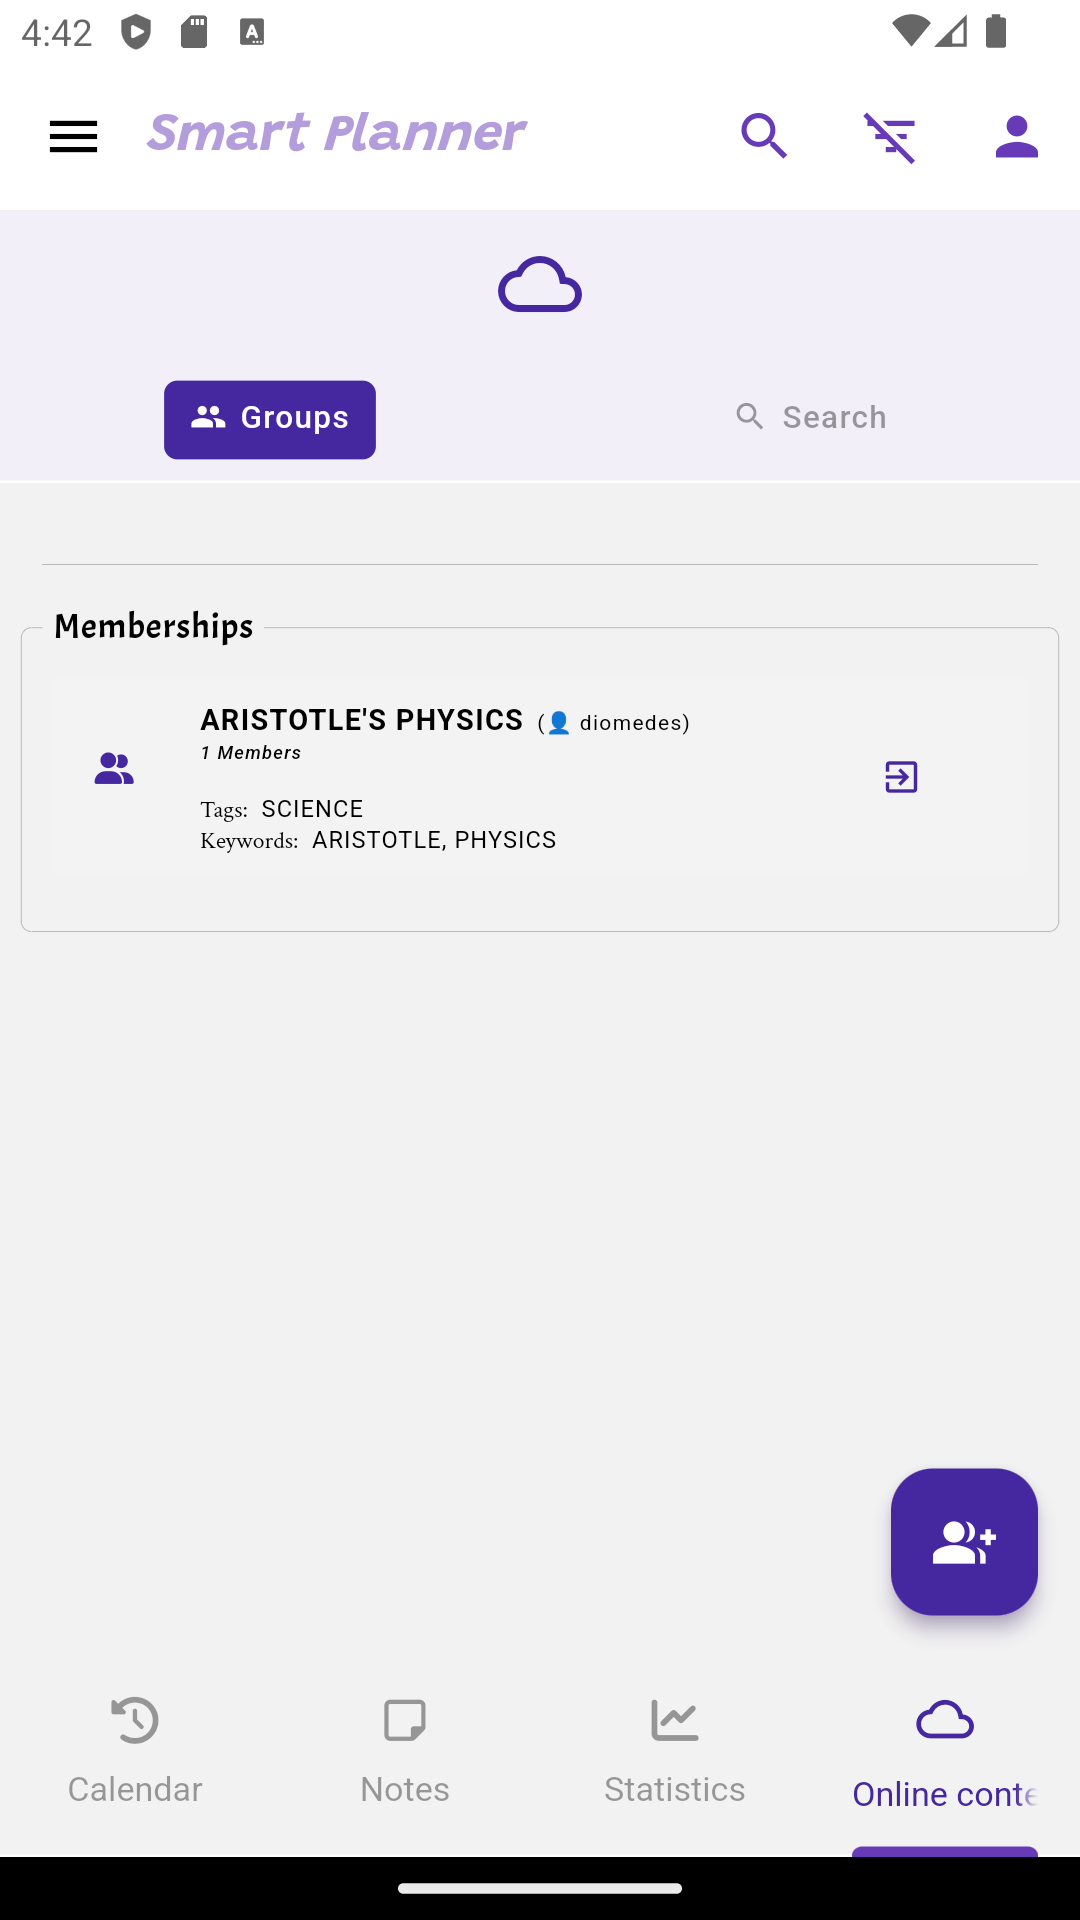 4:42
Smart Planner
Groups
Search
Memberships
ARISTOTLE'S PHYSICS (👤 diomedes)
1 Members
Tags: SCIENCE
Keywords: ARISTOTLE, PHYSICS
Calendar
Notes
Statistics
Online conte